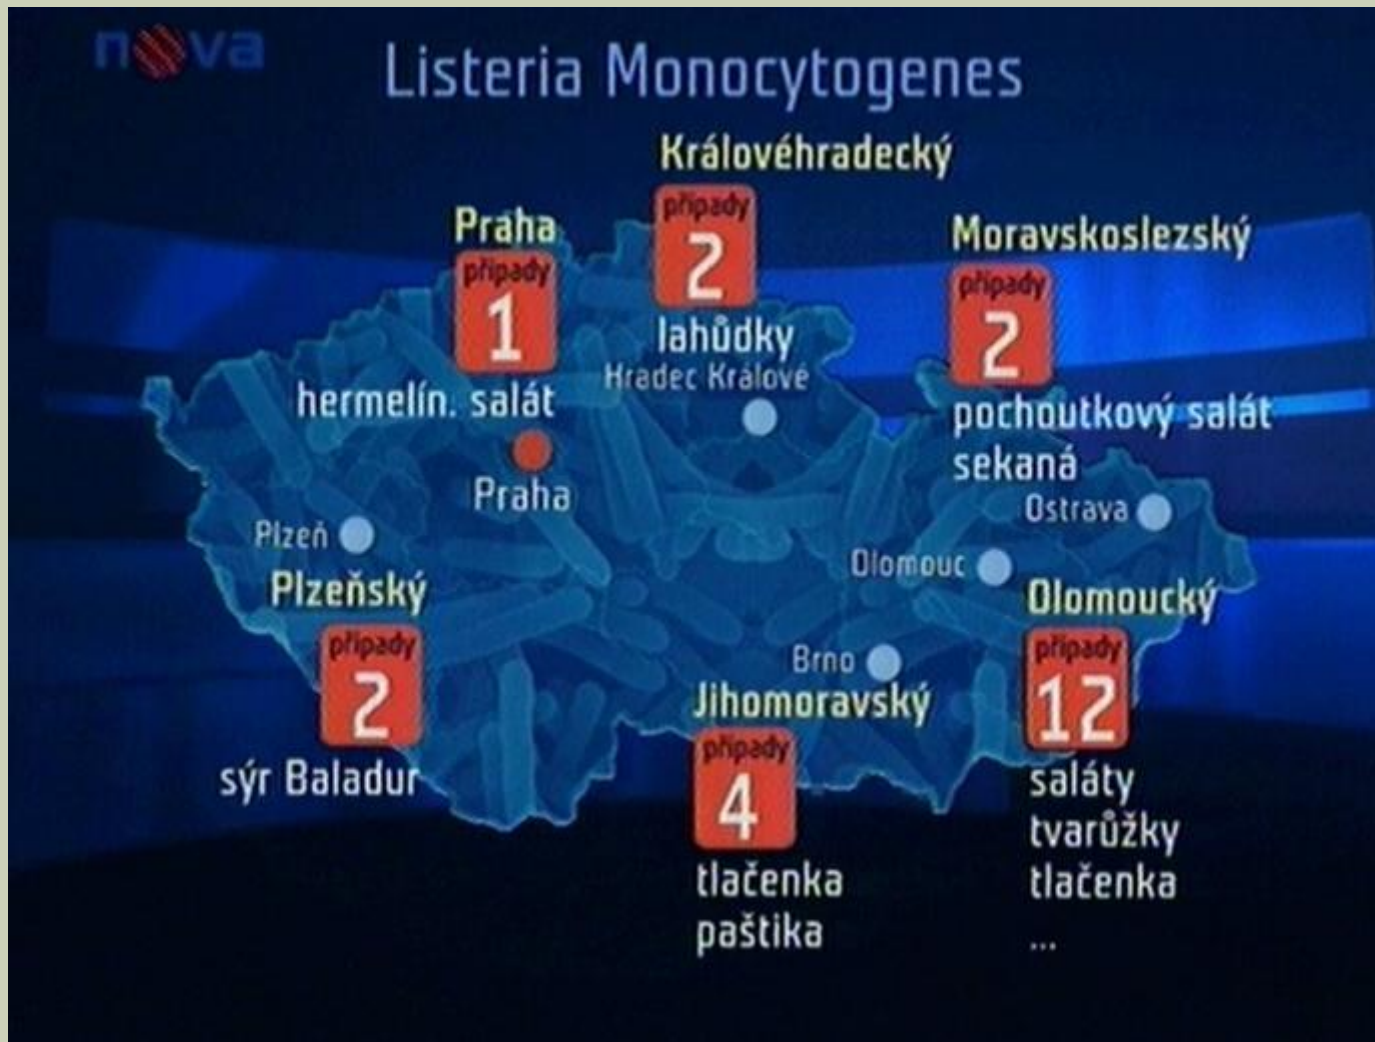 nova
Listeria Monocytogenes
Královéhradecký
případy
2
lahůdky
Hradec Králové
Praha
případy
1
hermelín. salát
Praha
Moravskoslezský
případy
2
pochoutkový salát
sekaná
Ostrava
Plzeň
Plzeňský
případy
2
sýr Baladur
Olomouc
Olomoucký
případy
12
saláty
tvarůžky
tlačenka
...
Brno
Jihomoravský
případy
4
tlačenka
paštika